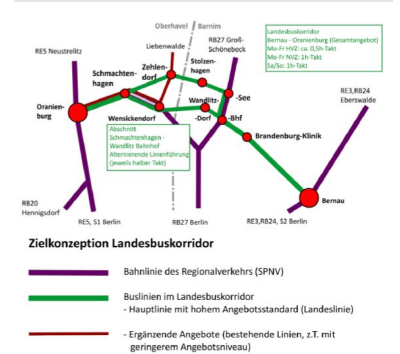 Oberhavel
Barnim
RE5 Neustrelitz
Liebenwalde
RB27 Groß-
Schönebeck
Landesbuskorridor
Bernau - Oranienburg (Gesamtangebot)
Mo-Fr HVZ: ca. 0,5h-Takt
Mo-Fr NVZ: 1h-Takt
Sa/So: 1h-Takt
Zehlen-
dorf
Stolzen-
hagen
Schmachten-
hagen
RE3,RB24
Eberswalde
Oranien-
burg
Wandlitz-
-See
-Dorf
-Bhf
Wensickendorf
Brandenburg-Klinik
Abschnitt
Schmachtenhagen -
Wandlitz Bahnhof
Alternierende Linienführung
(jeweils halber Takt)
Bernau
RB20
Hennigsdorf
RE5, S1 Berlin
RB27 Berlin
RE3,RB24, S2 Berlin
Zielkonzeption Landesbuskorridor
Bahnlinie des Regionalverkehrs (SPNV)
Buslinien im Landesbuskorridor
- Hauptlinie mit hohem Angebotsstandard (Landeslinie)
- Ergänzende Angebote (bestehende Linien, z.T. mit
geringerem Angebotsniveau)